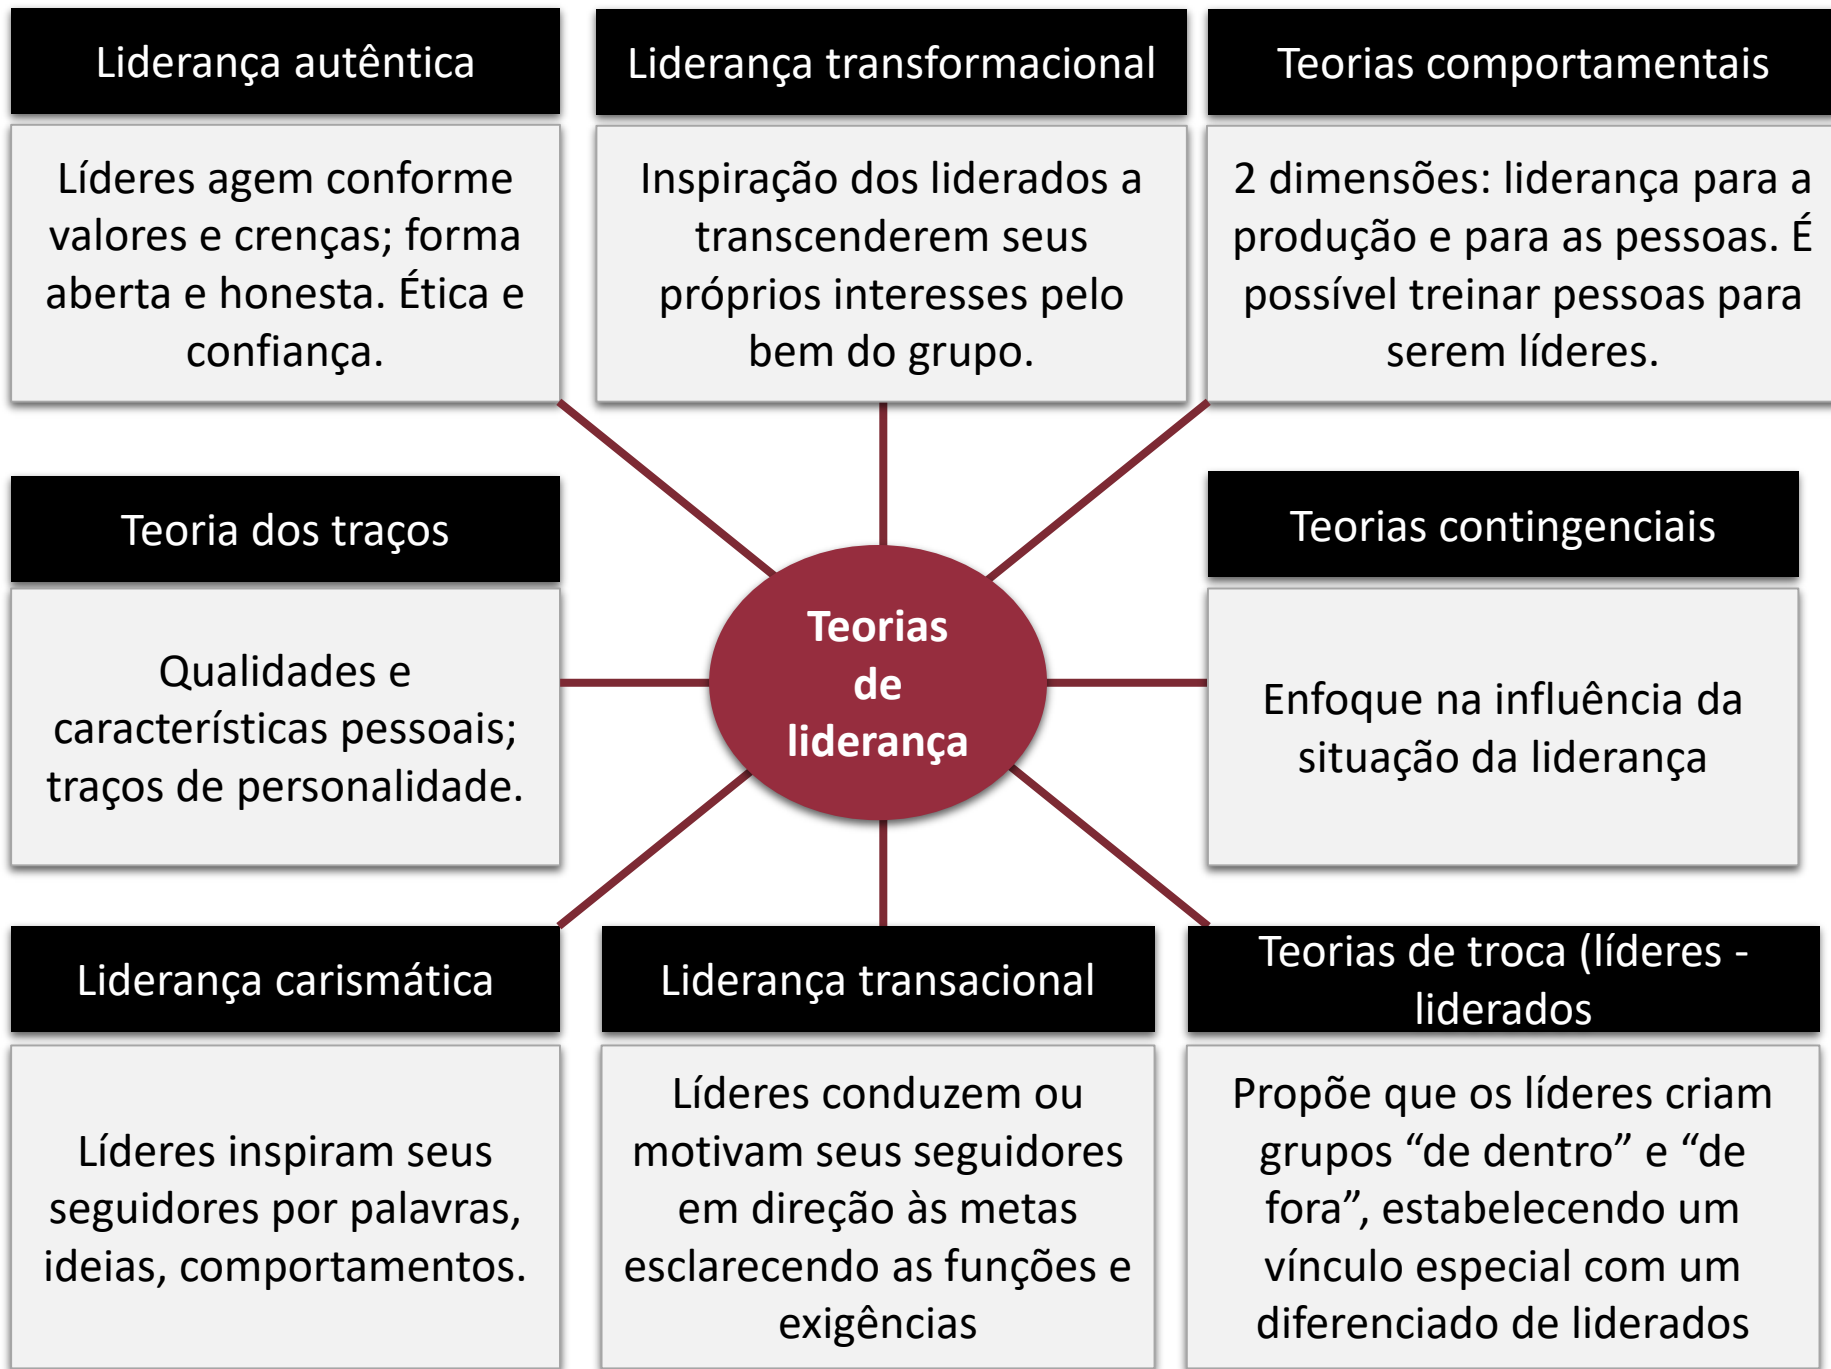 Liderança autêntica
Líderes agem conforme
valores e crenças; forma
aberta e honesta. Ética e
confiança.
Liderança transformacional
Inspiração dos liderados a
transcenderem seus
próprios interesses pelo
bem do grupo.
Teorias comportamentais
2 dimensões: liderança para a
produção e para as pessoas. É
possível treinar pessoas para
serem líderes.
Teoria dos traços
Qualidades e
características pessoais;
traços de personalidade.
Teorias
de
liderança
Teorias contingenciais
Enfoque na influência da
situação da liderança
Liderança carismática
Líderes inspiram seus
seguidores por palavras,
ideias, comportamentos.
Liderança transacional
Líderes conduzem ou
motivam seus seguidores
em direção às metas
esclarecendo as funções e
exigências
Teorias de troca (líderes -
liderados
Propõe que os líderes criam
grupos “de dentro” e “de
fora”, estabelecendo um
vínculo especial com um
diferenciado de liderados